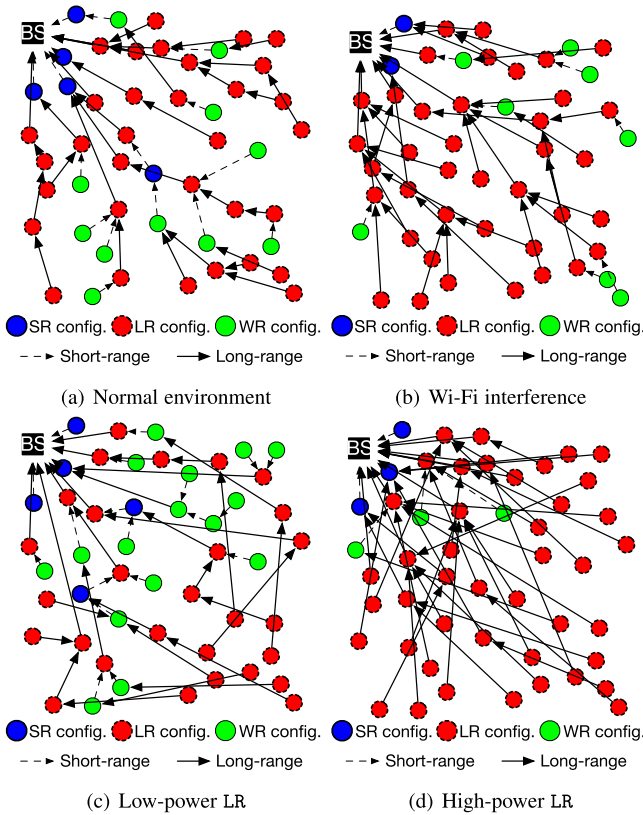 BS
BS
SR config. LR config. WR config.
SR config. LR config. WR config.
Short-range Long-range
Short-range Long-range
(a) Normal environment
(b) Wi-Fi interference
BS
BS
SR config. LR config. WR config.
SR config. LR config. WR config.
Short-range Long-range
Short-range Long-range
(c) Low-power LR
(d) High-power LR